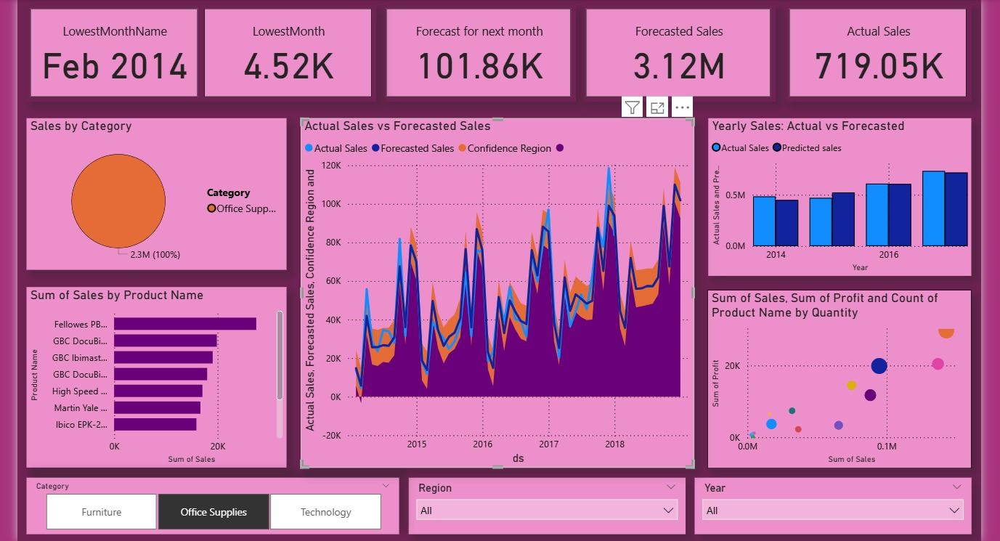 LowestMonthName
Feb 2014
LowestMonth
4.52K
Forecast for next month
101.86K
Forecasted Sales
3.12M
Actual Sales
719.05K
Sales by Category
Category
Office Supp...
2.3M (100%)
Actual Sales vs Forecasted Sales
Actual Sales
Forecasted Sales
Confidence Region
Actual Sales, Forecasted Sales, Confidence Region and
120K
100K
80K
60K
40K
20K
0K
-20K
2015
2016
2017
2018
ds
Yearly Sales: Actual vs Forecasted
Actual Sales
Predicted sales
Actual Sales and Pre...
0.5M
0.0M
2014
2016
Year
Sum of Sales by Product Name
Product Name
Fellowes PB...
GBC DocuBi...
GBC Ibimast...
GBC DocuBi...
High Speed ...
Martin Yale ...
Ibico EPK-2...
0K
20K
Sum of Sales
Sum of Sales, Sum of Profit and Count of
Product Name by Quantity
Sum of Profit
20K
0K
0.0M
0.1M
Sum of Sales
Category
Furniture
Office Supplies
Technology
Region
All
Year
All